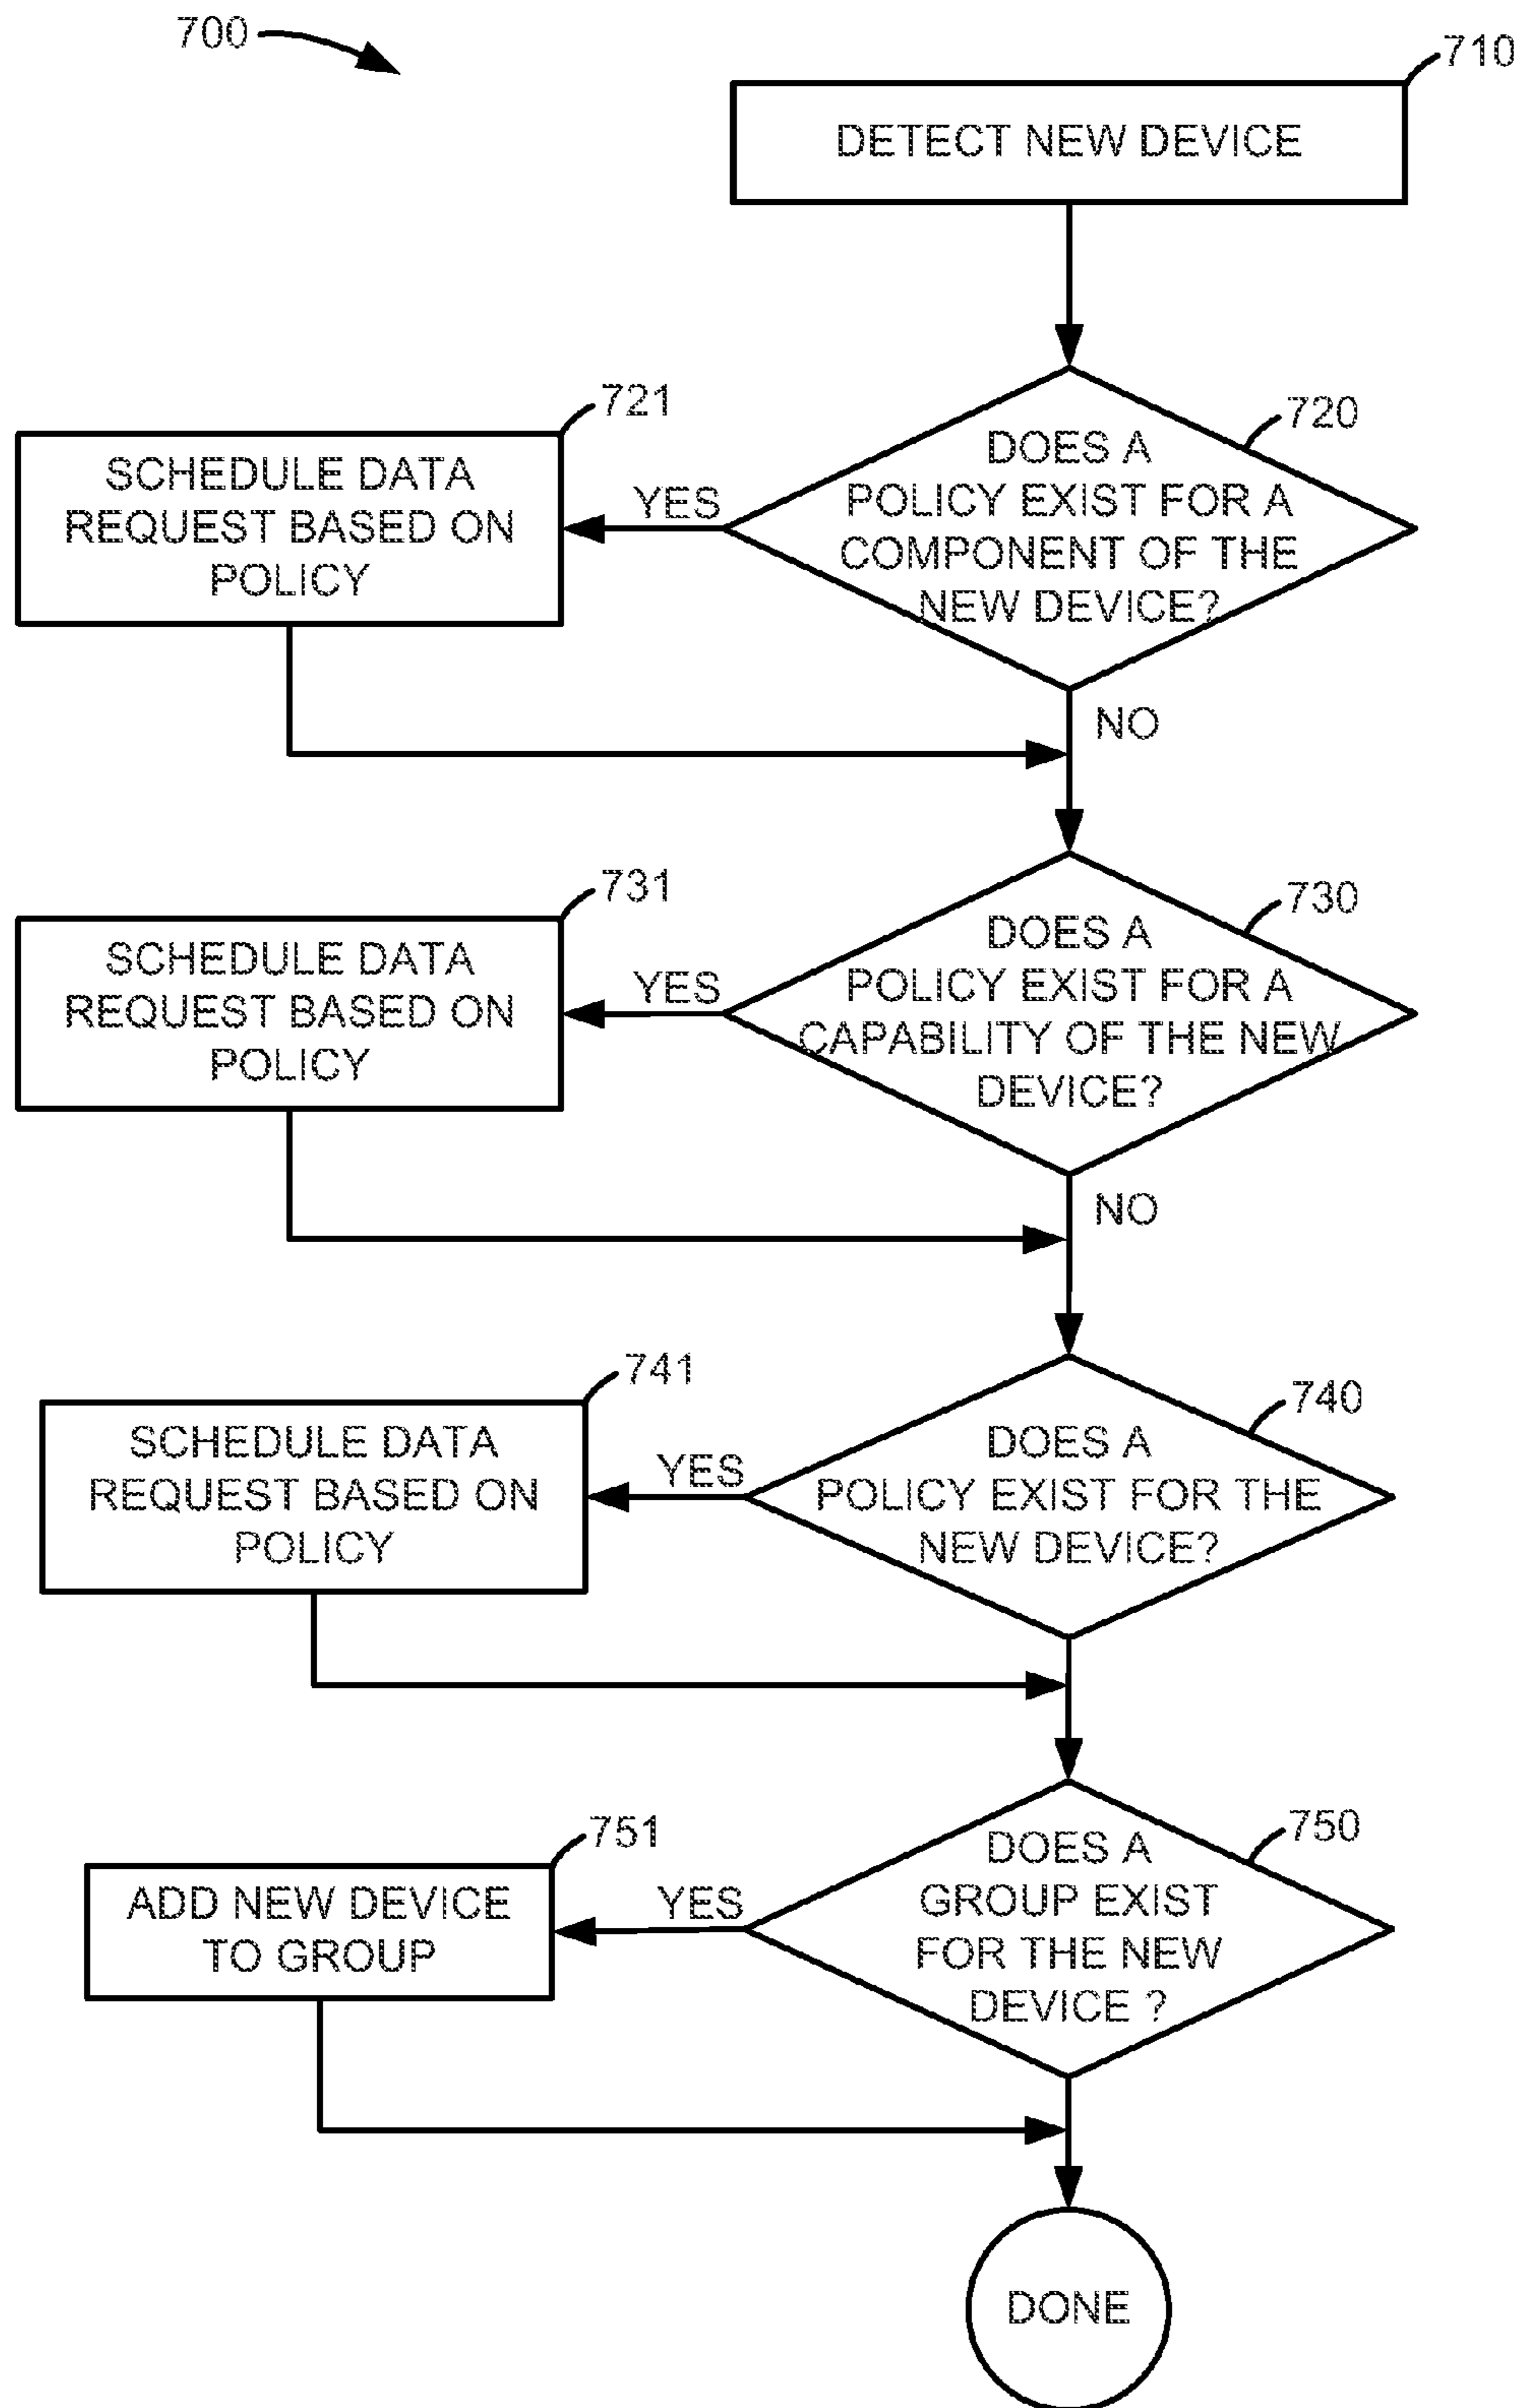 700
710
DETECT NEW DEVICE
720
DOES A
POLICY EXIST FOR A
COMPONENT OF THE
NEW DEVICE?
YES
721
SCHEDULE DATA
REQUEST BASED ON
POLICY
NO
730
DOES A
POLICY EXIST FOR A
CAPABILITY OF THE NEW
DEVICE?
YES
731
SCHEDULE DATA
REQUEST BASED ON
POLICY
NO
740
DOES A
POLICY EXIST FOR THE
NEW DEVICE?
YES
741
SCHEDULE DATA
REQUEST BASED ON
POLICY
750
DOES A
GROUP EXIST
FOR THE NEW
DEVICE ?
YES
751
ADD NEW DEVICE
TO GROUP
DONE